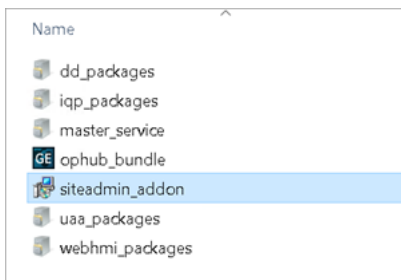 Name
dd_packages
iqp_packages
master_service
GE ophub_bundle
siteadmin_addon
uaa_packages
webhmi_packages